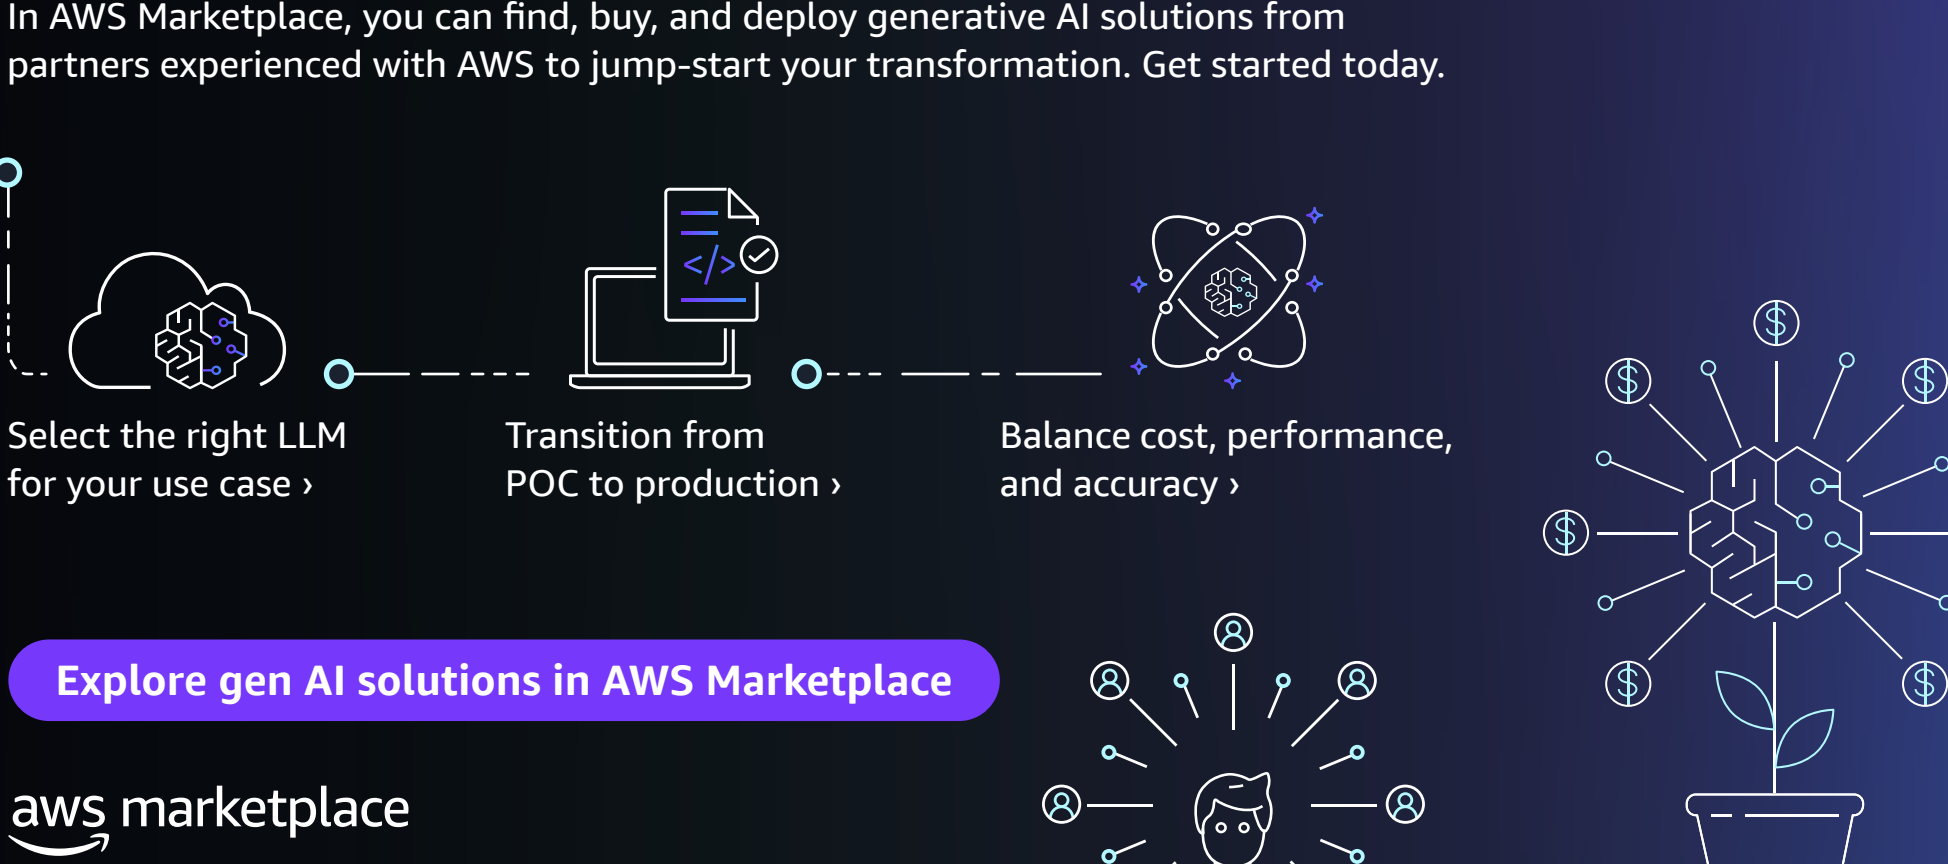 In AWS Marketplace, you can find, buy, and deploy generative AI solutions from
partners experienced with AWS to jump-start your transformation. Get started today.
</>
Select the right LLM
for your use case ›
Transition from
POC to production ›
Balance cost, performance,
and accuracy ›
$
$
$
$
$
$
Explore gen AI solutions in AWS Marketplace
aws marketplace